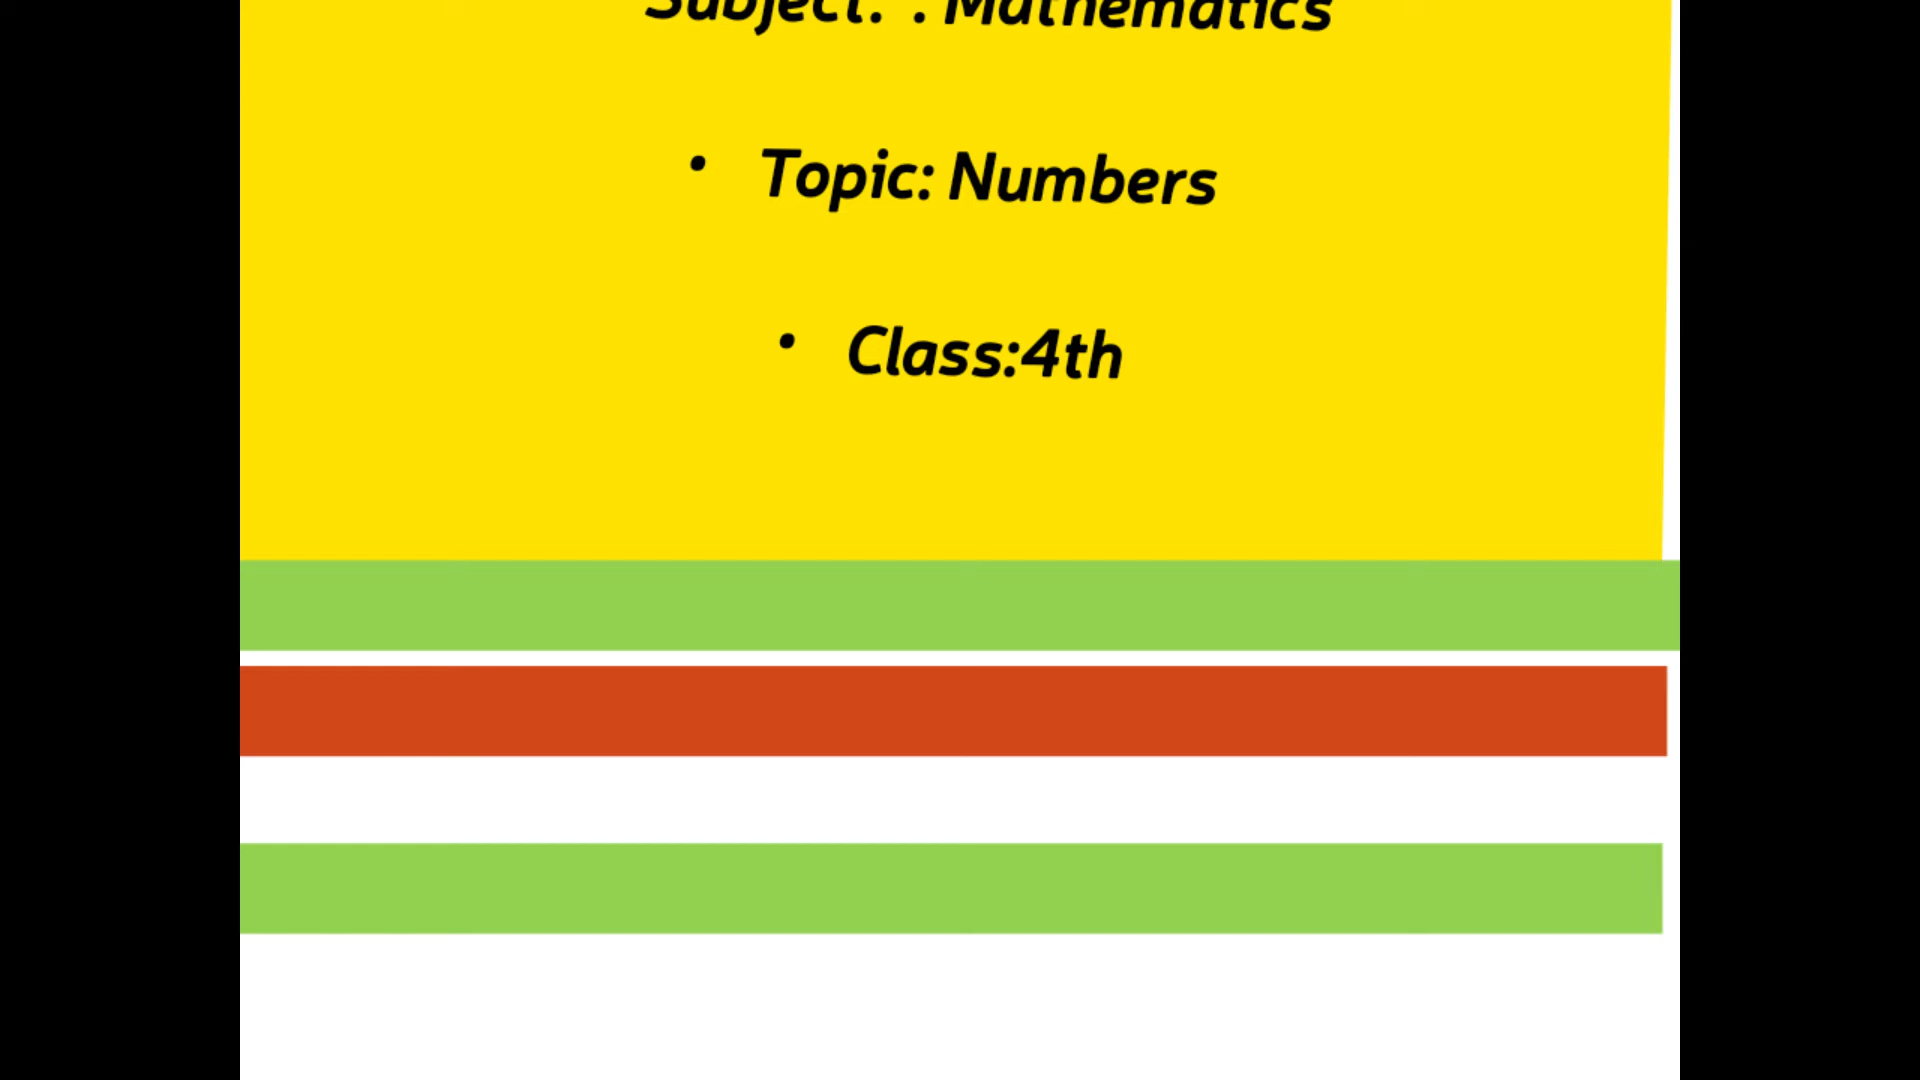 Subject: : Mathematics
• Topic: Numbers
• Class:4th